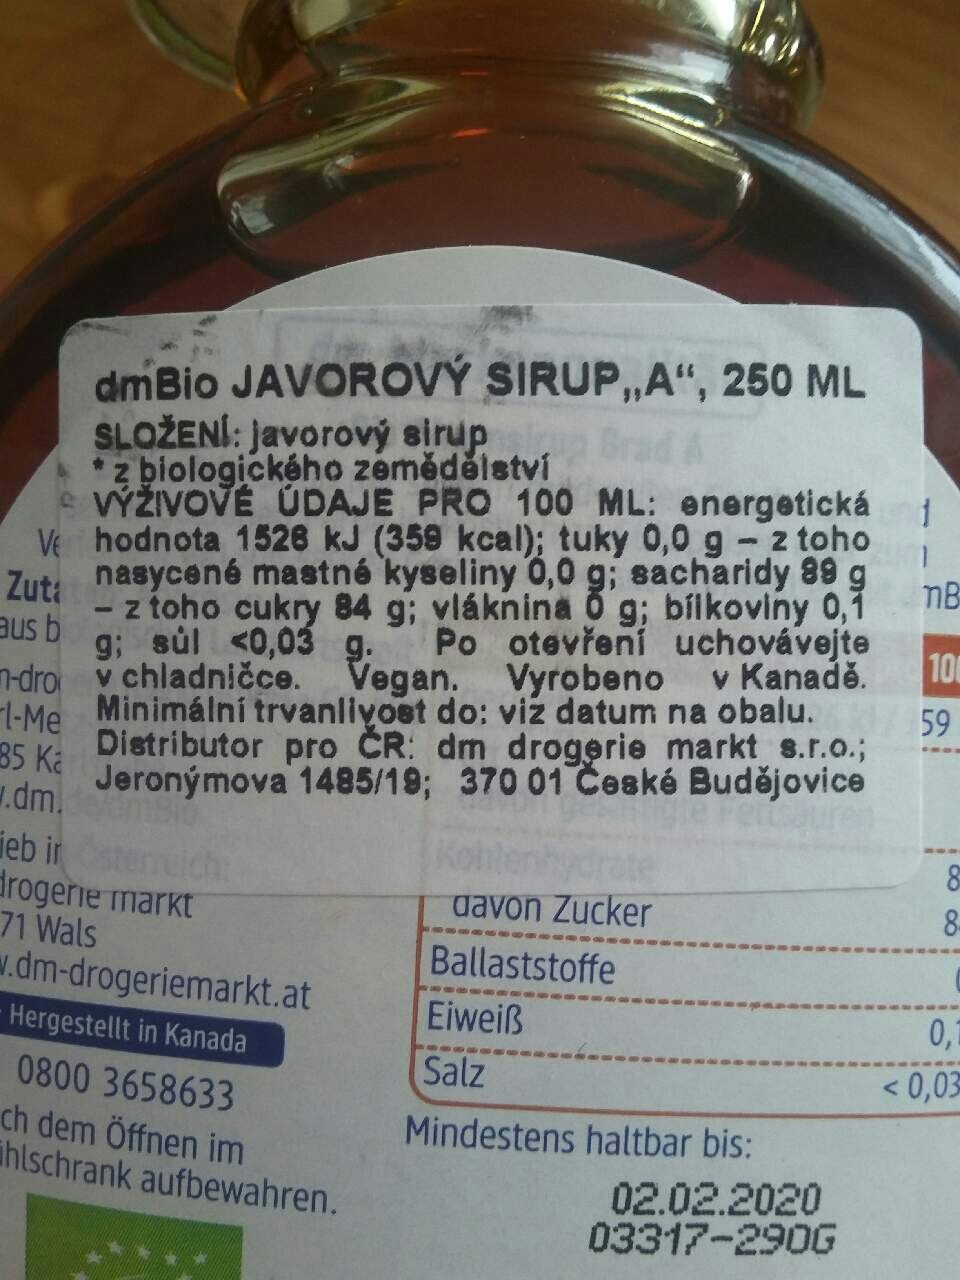 dmBio JAVOROVÝ SIRUP„A“, 250 ML
SLOŽENÍ: javorový sirup
* z biologického zemědělství
VÝŽIVOVÉ ÚDAJE PRO 100 ML: energetická
hodnota 1526 kJ (359 kcal); tuky 0,0 g – z toho
nasycené mastné kyseliny 0,0 g; sacharidy 89 g
– z toho cukry 84 g; vláknina 0 g; bílkoviny 0,1
g; sůl <0,03 g. Po otevření uchovávejte
v chladničce. Vegan. Vyrobeno v Kanadě.
Minimální trvanlivost do: viz datum na obalu.
Distributor pro ČR: dm drogerie markt s.r.o.;
Jeronýmova 1485/19; 370 01 České Budějovice
drogerie markt
71 Wals
dm-drogeriemarkt.at
Hergestellt in Kanada
0800 3658633
dem Öffnen im
aufbewahren.
Kohlenhydrate
davon Zucker
Ballaststoffe
Eiweiß 0,1
Salz < 0,03
Mindestens haltbar bis:
02.02.2020
03317-290G